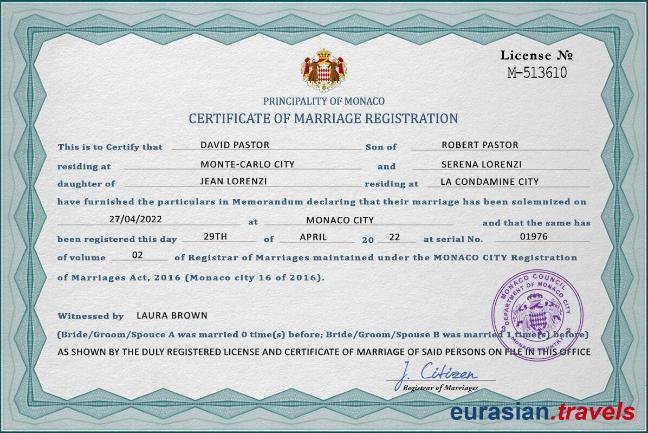 License №
M-513610
PRINCIPALITY OF MONACO
CERTIFICATE OF MARRIAGE REGISTRATION
This is to Certify that DAVID PASTOR Son of ROBERT PASTOR
residing at MONTE-CARLO CITY and SERENA LORENZI
daughter of JEAN LORENZI residing at LA CONDAMINE CITY
have furnished the particulars in Memorandum declaring that their marriage has been solemnized on
27/04/2022 at MONACO CITY and that the same has
been registered this day 29TH of APRIL 20 22 at serial No. 01976
of volume 02 of Registrar of Marriages maintained under the MONACO CITY Registration
of Marriages Act, 2016 (Monaco city 16 of 2016).
MONACO COUNCIL
DEPARTMENT OF MONACO CITY
Witnessed by LAURA BROWN
(Bride/Groom/Spouce A was married 0 time(s) before; Bride/Groom/Spouse B was married 1 time(s) before)
AS SHOWN BY THE DULY REGISTERED LICENSE AND CERTIFICATE OF MARRIAGE OF SAID PERSONS ON FILE IN THIS OFFICE
J. Citizen
Registrar of Marriages
eurasian.travels